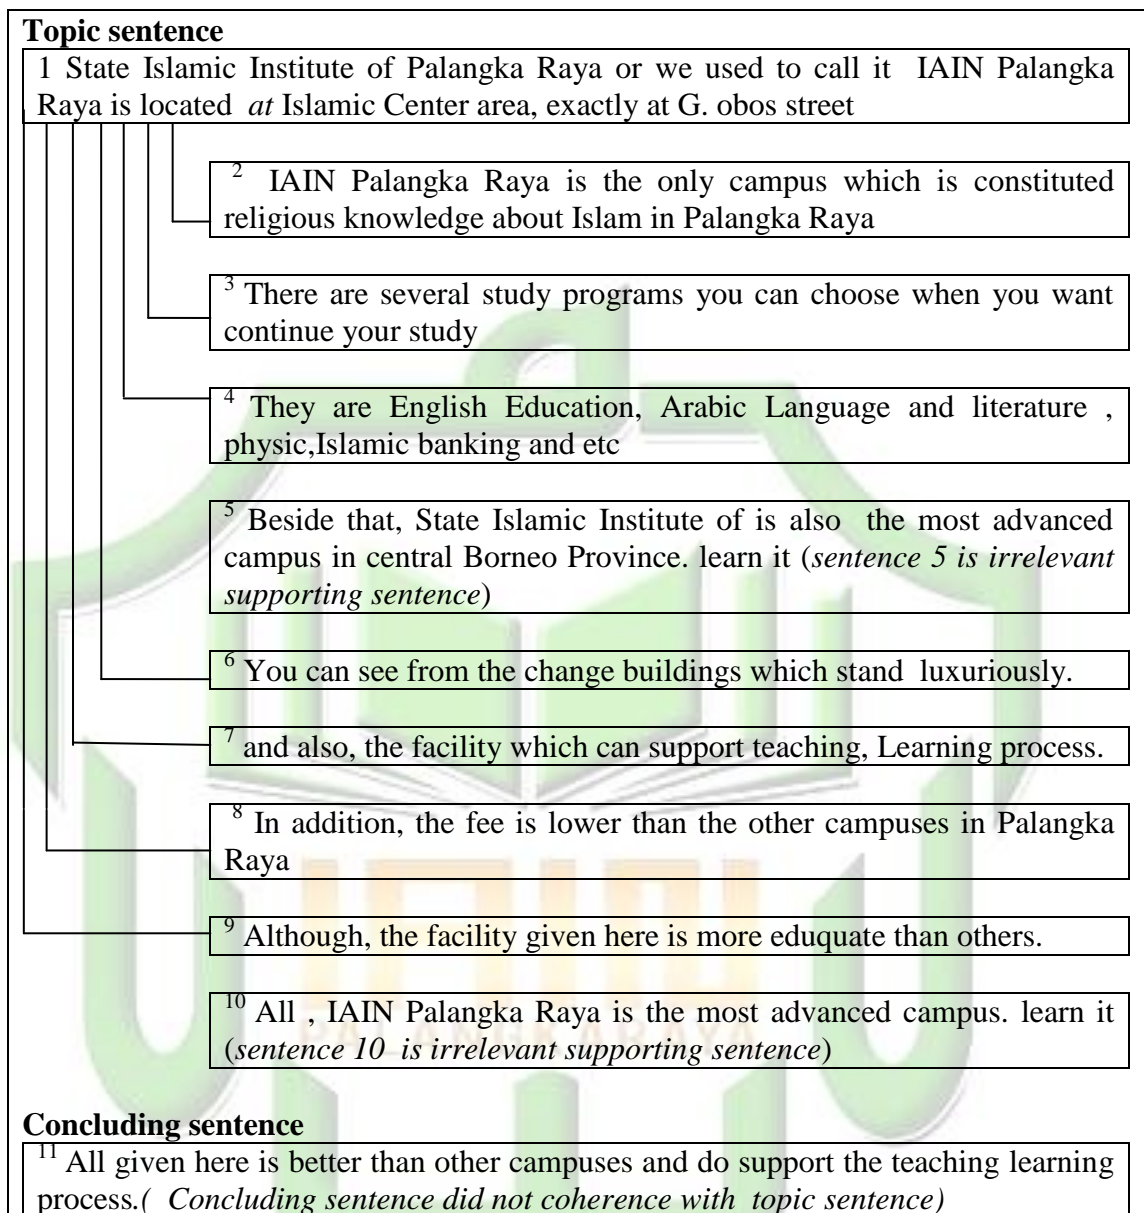 Topic sentence
1 State Islamic Institute of Palangka Raya or we used to call it IAIN Palangka
Raya is located at Islamic Center area, exactly at G. obos street
2 IAIN Palangka Raya is the only campus which is constituted
religious knowledge about Islam in Palangka Raya
3 There are several study programs you can choose when you want
continue your study
4 They are English Education, Arabic Language and literature ,
physic,Islamic banking and etc
5 Beside that, State Islamic Institute of is also the most advanced
campus in central Borneo Province. learn it (sentence 5 is irrelevant
supporting sentence)
6 You can see from the change buildings which stand luxuriously.
7 and also, the facility which can support teaching, Learning process.
8 In addition, the fee is lower than the other campuses in Palangka
Raya
9 Although, the facility given here is more eduquate than others.
10 All , IAIN Palangka Raya is the most advanced campus. learn it
(sentence 10 is irrelevant supporting sentence)
PALANGKARAYA
Concluding sentence
11 All given here is better than other campuses and do support the teaching learning
process.( Concluding sentence did not coherence with topic sentence)